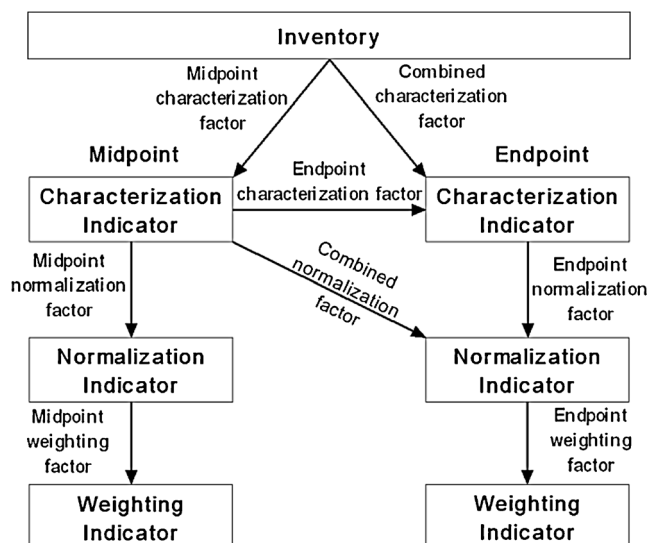 Inventory
Midpoint
characterization
factor
Combined
characterization
factor
Midpoint
Endpoint
Endpoint
characterization factor
Characterization
Indicator
Characterization
Indicator
Midpoint
normalization
factor
Combined
normalization
factor
Endpoint
normalization
factor
Normalization
Indicator
Normalization
Indicator
Midpoint
weighting
factor
Endpoint
weighting
factor
Weighting
Indicator
Weighting
Indicator